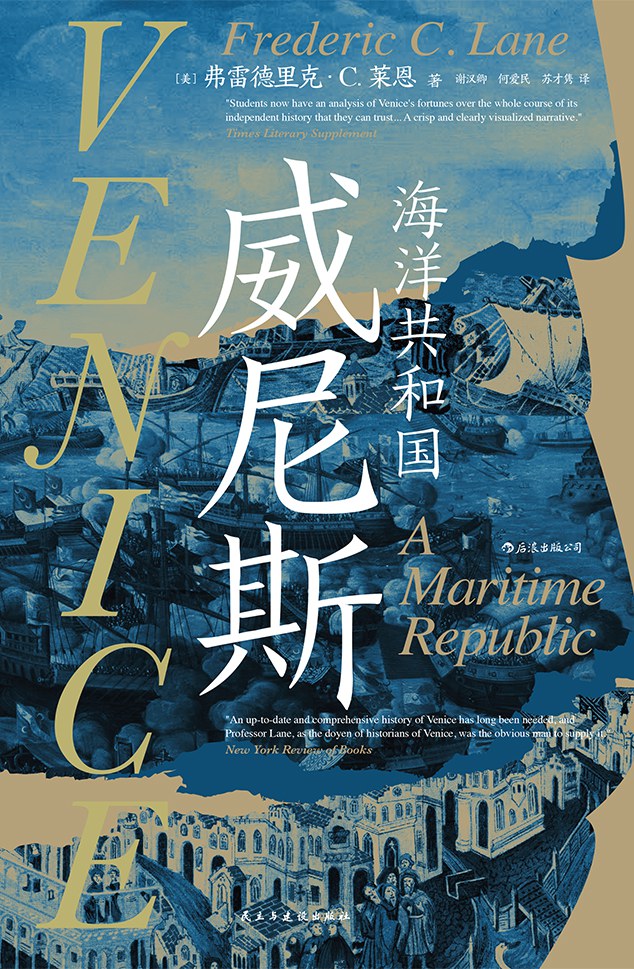 VENICE
Frederic C. Lane
[美] 弗雷德里克·C. 莱恩 著 谢汉卿 何爱民 苏才隽 译
"Students now have an analysis of Venice's fortunes over the whole course of its
independent history that they can trust... A crisp and clearly visualized narrative."
Times Literary Supplement
威尼斯
海洋共和国
A
Maritime
Republic
后浪出版公司
"An up-to-date and comprehensive history of Venice has long been needed, and
Professor Lane, as the doyen of historians of Venice, was the obvious man to supply it."
New York Review of Books
民主与建设出版社